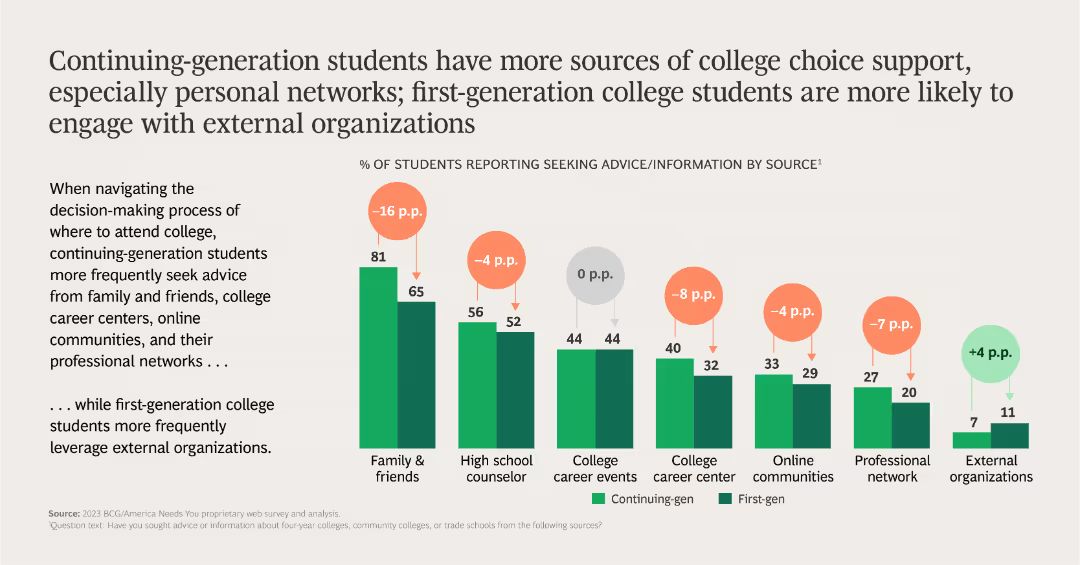 Continuing-generation students have more sources of college choice support,
especially personal networks; first-generation college students are more likely to
engage with external organizations
When navigating the
decision-making process of
where to attend college,
continuing-generation students
more frequently seek advice
from family and friends, college
career centers, online
communities, and their
professional networks . . .
. . . while first-generation college
students more frequently
leverage external organizations.
% OF STUDENTS REPORTING SEEKING ADVICE/INFORMATION BY SOURCE¹
–16 p.p.
81
65
Family &
friends
–4 p.p.
56
52
High school
counselor
0 p.p.
44
44
College
career events
–8 p.p.
40
32
College
career center
–4 p.p.
33
29
Online
communities
–7 p.p.
27
20
Professional
network
+4 p.p.
7
11
External
organizations
Continuing-gen
First-gen
Source: 2023 BCG/America Needs You proprietary web survey and analysis.
¹Question text: Have you sought advice or information about four-year colleges, community colleges, or trade schools from the following sources?